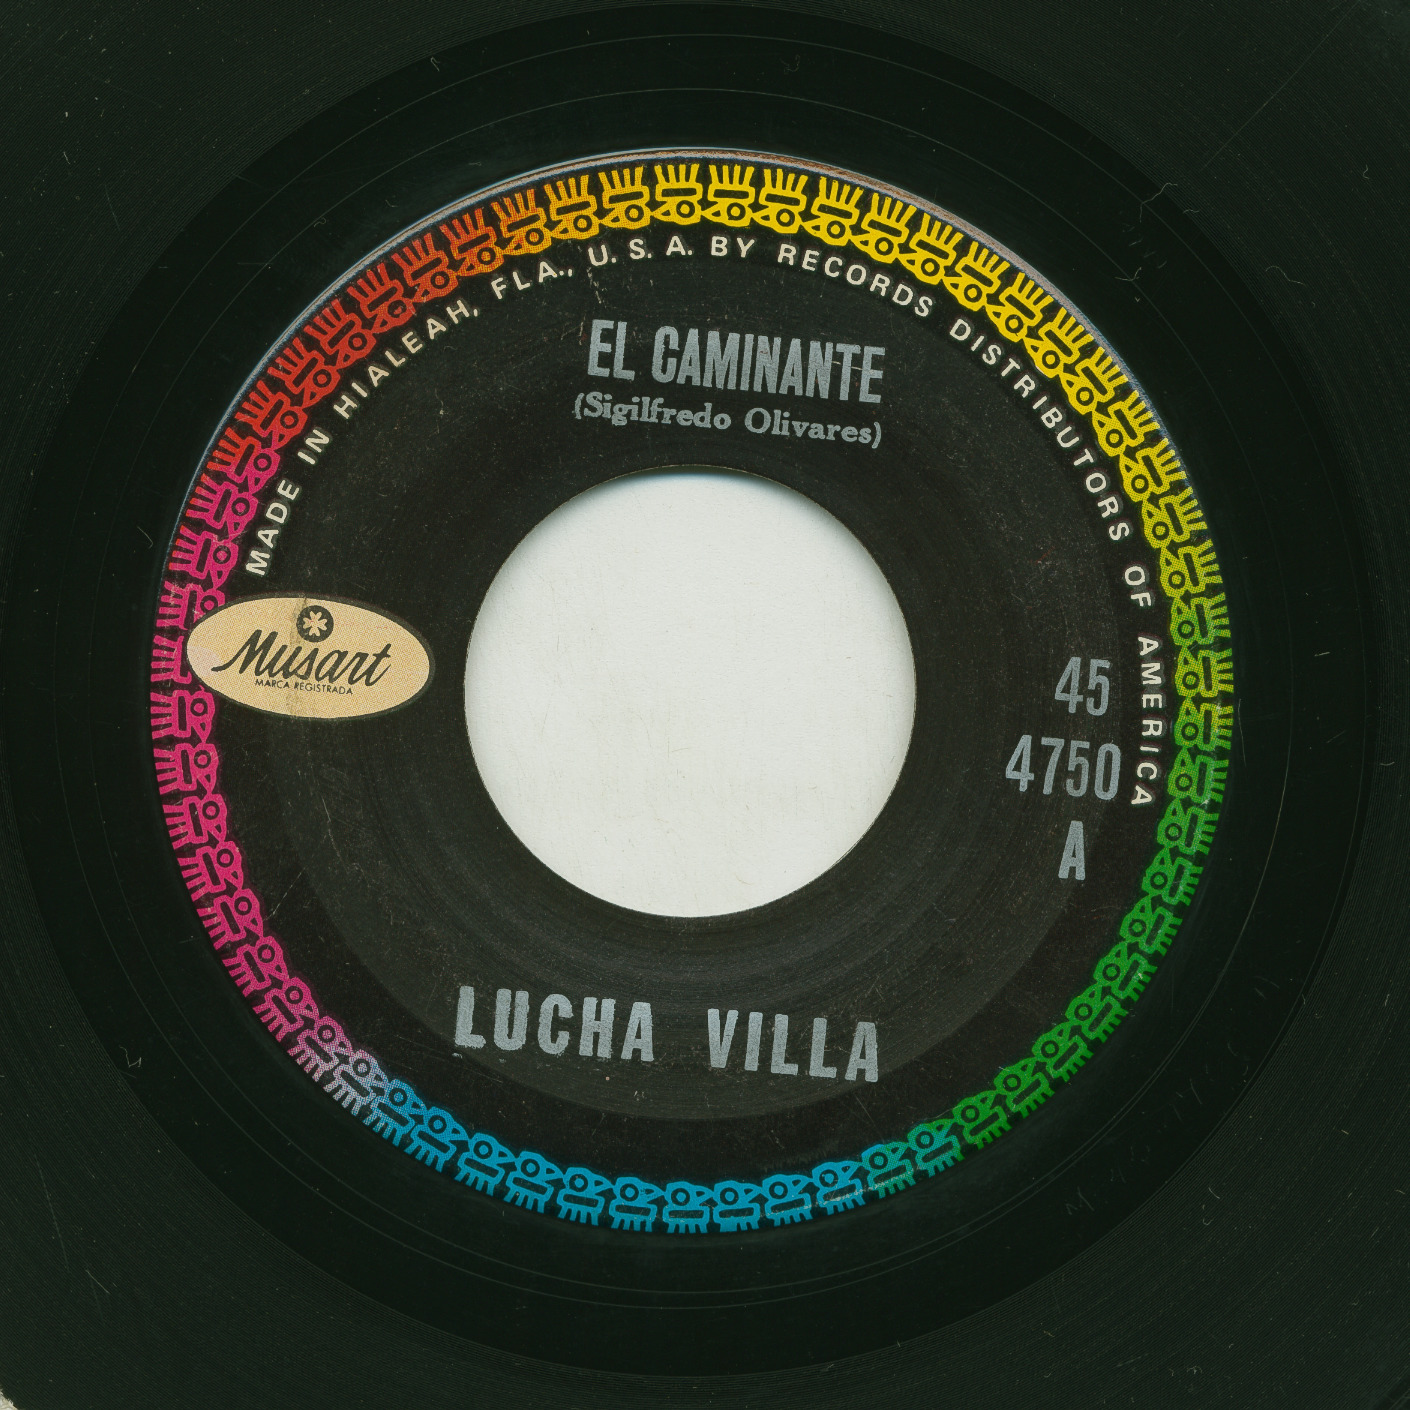 MADE IN HIALEAH, FLA., U.S.A. BY RECORDS DISTRIBUTORS OF AMERICA
EL CAMINANTE
(Sigilfredo Olivares)
Musart
MARCA REGISTRADA
45
4750
A
LUCHA VILLA